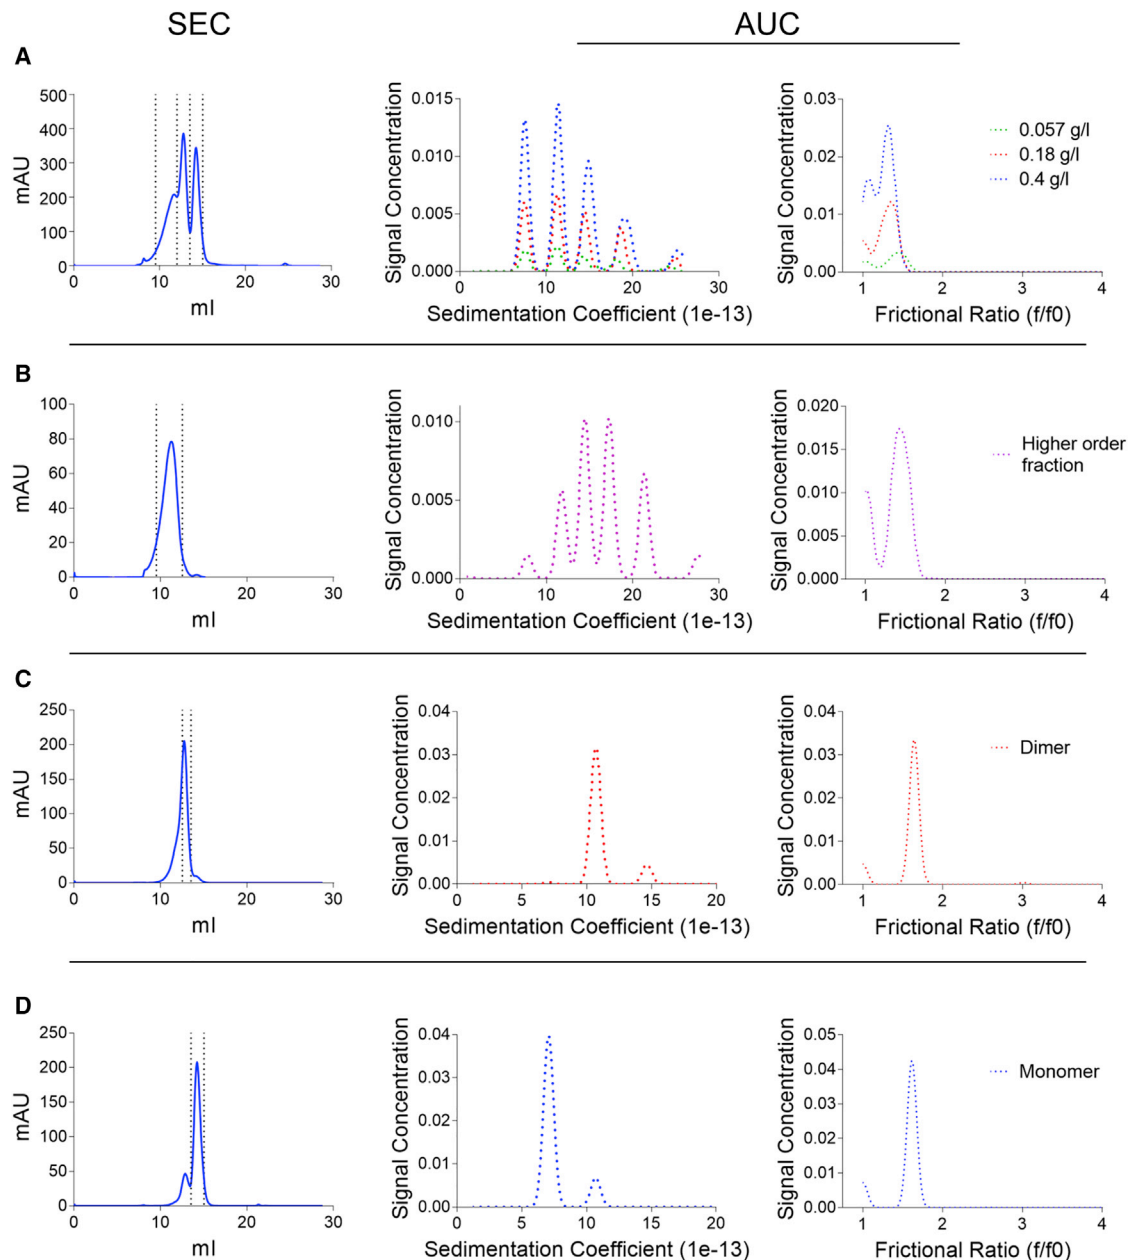 SEC
AUC
A
500
400
300
200
100
0
mAU
0 10 20 30
ml
0.015
0.010
0.005
0.000
Signal Concentration
0 10 20 30
Sedimentation Coefficient (1e-13)
0.03
0.02
0.01
0.00
Signal Concentration
1 2 3 4
Frictional Ratio (f/f0)
0.057 g/l
0.18 g/l
0.4 g/l
B
100
80
60
40
20
0
mAU
0 10 20 30
ml
0.010
0.005
0.000
Signal Concentration
0 10 20 30
Sedimentation Coefficient (1e-13)
0.020
0.015
0.010
0.005
0.000
Signal Concentration
1 2 3 4
Frictional Ratio (f/f0)
Higher order
fraction
C
250
200
150
100
50
0
mAU
0 10 20 30
ml
0.04
0.03
0.02
0.01
0.00
Signal Concentration
0 5 10 15 20
Sedimentation Coefficient (1e-13)
0.04
0.03
0.02
0.01
0.00
Signal Concentration
1 2 3 4
Frictional Ratio (f/f0)
Dimer
D
250
200
150
100
50
0
mAU
0 10 20 30
ml
0.04
0.03
0.02
0.01
0.00
Signal Concentration
0 5 10 15 20
Sedimentation Coefficient (1e-13)
0.05
0.04
0.03
0.02
0.01
0.00
Signal Concentration
1 2 3 4
Frictional Ratio (f/f0)
Monomer